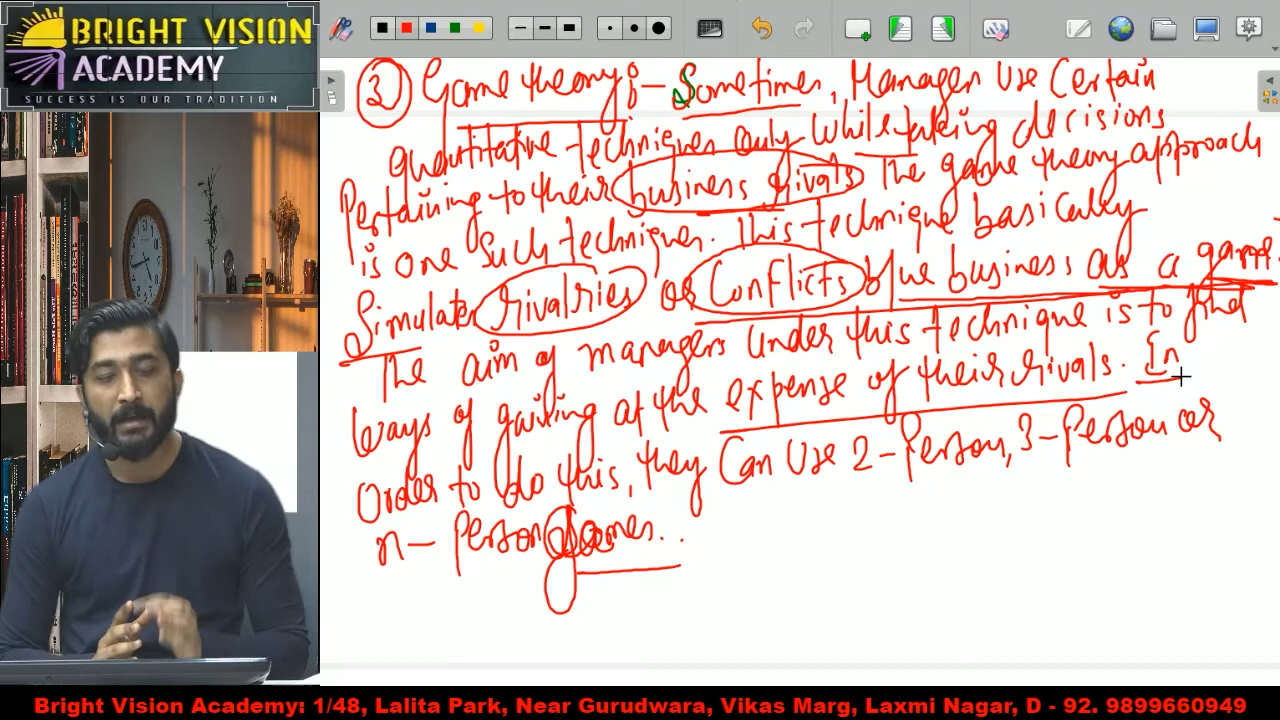 BRIGHT VISION
ACADEMY
SUCCESS IS OUR TRADITION
③ Game theory :- Sometimes, Manager Use Certain
quantitative techniques only while taking decisions
Pertaining to their business rivals The game theory approach
is one such technique. This technique basically
Simulates rivalries or Conflicts b/w business as a game.
The aim of managers under this technique is to find
ways of gaining at the expense of their rivals. In
Order to do this, they Can Use 2-Person, 3-Person or
n- Person Games..
Bright Vision Academy: 1/48, Lalita Park, Near Gurudwara, Vikas Marg, Laxmi Nagar, D - 92. 9899660949